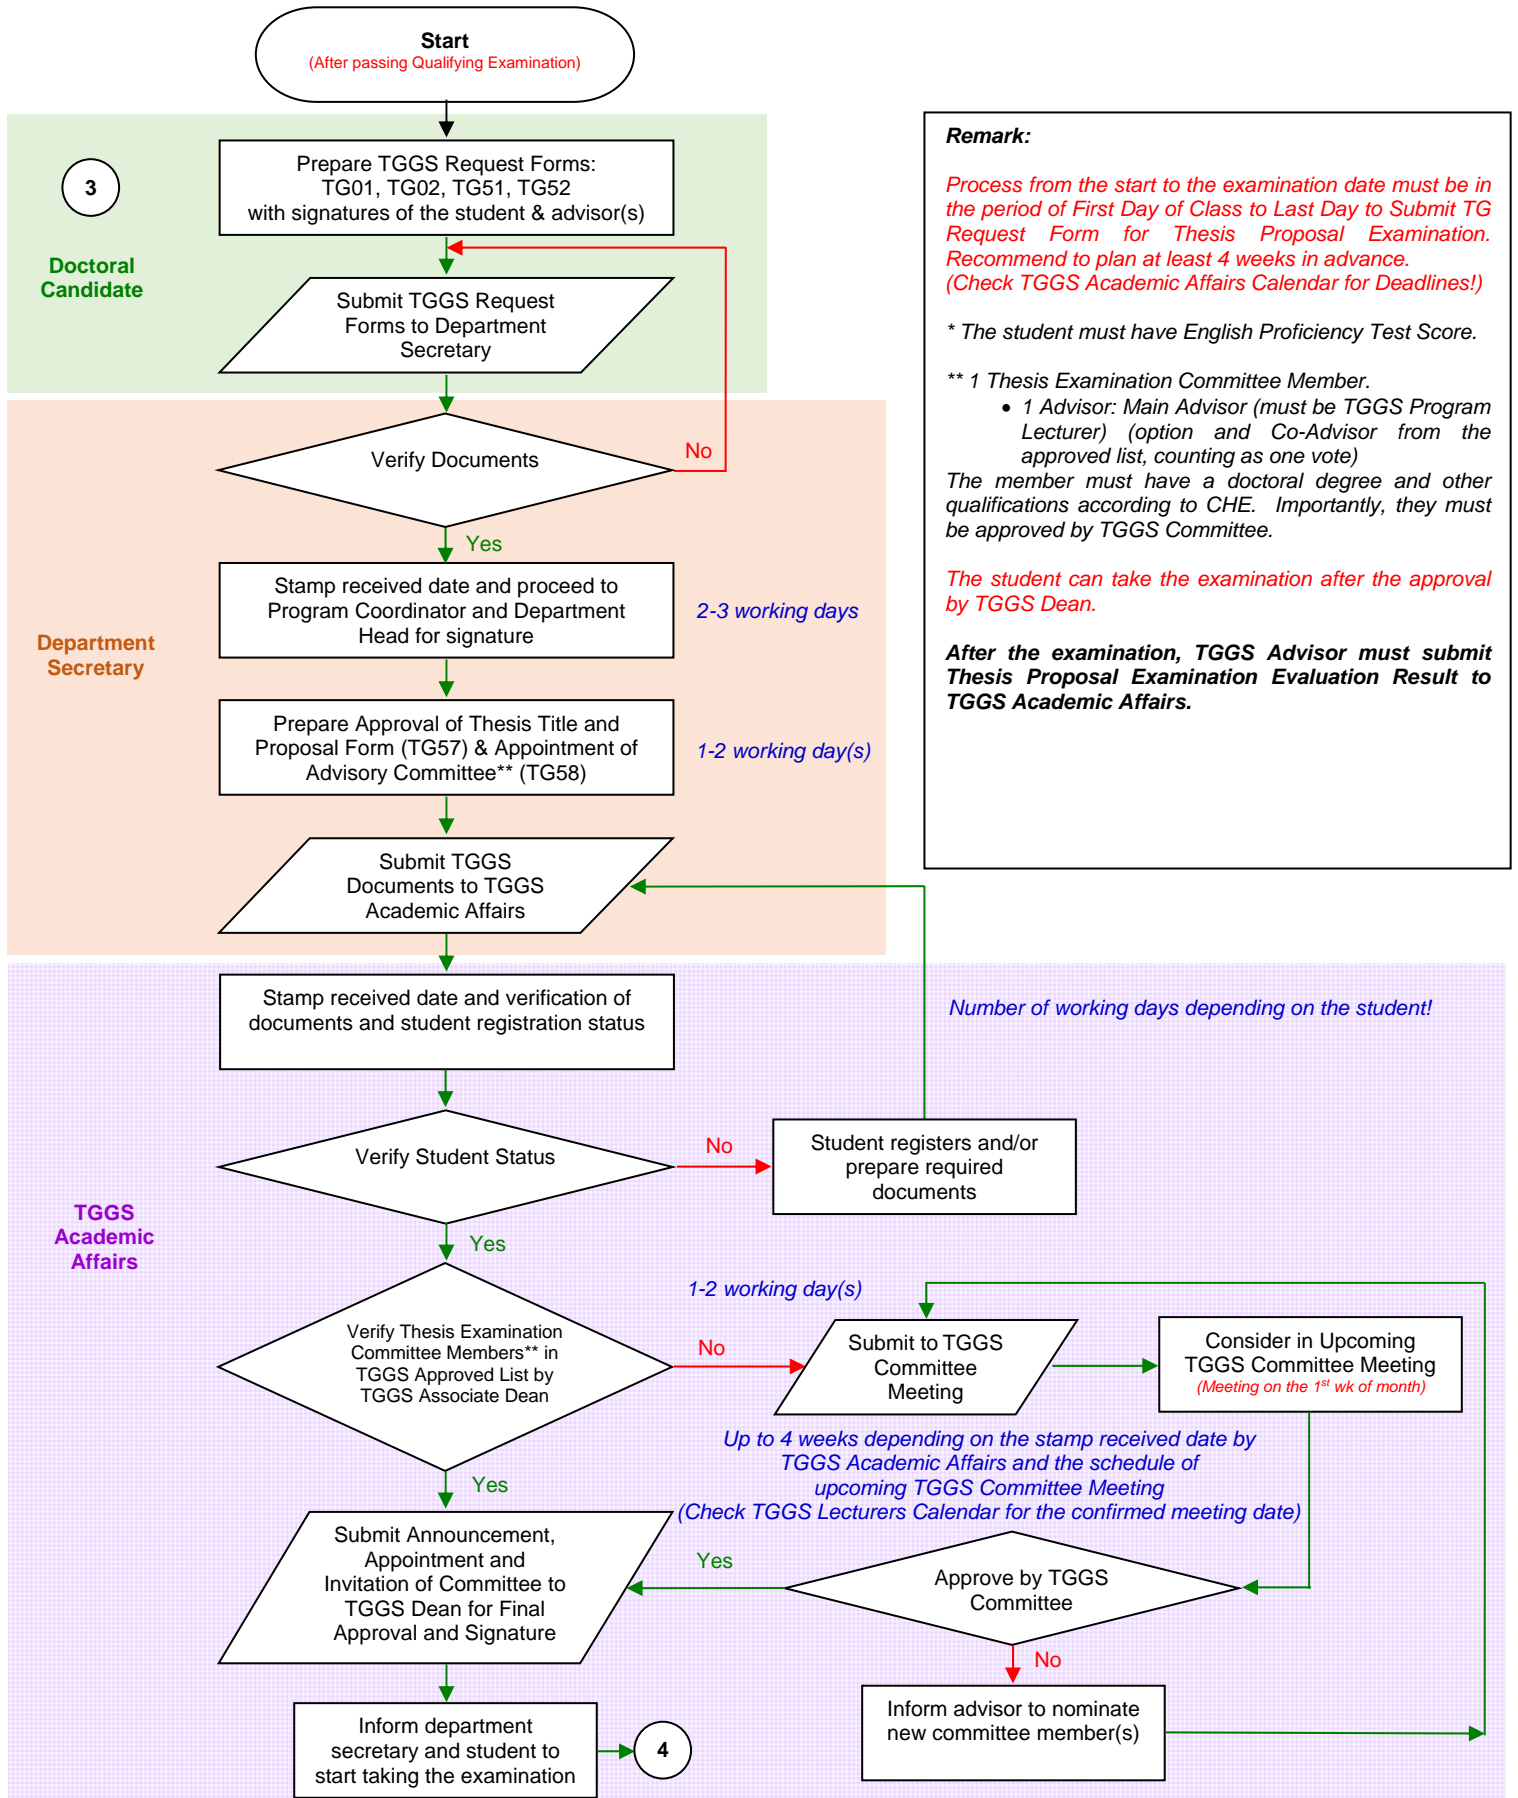 Start
(After passing Qualifying Examination)
3
Doctoral
Candidate
Prepare TGGS Request Forms:
TG01, TG02, TG51, TG52
with signatures of the student & advisor(s)
Submit TGGS Request
Forms to Department
Secretary
Remark:
Process from the start to the examination date must be in
the period of First Day of Class to Last Day to Submit TG
Request Form for Thesis Proposal Examination.
Recommend to plan at least 4 weeks in advance.
(Check TGGS Academic Affairs Calendar for Deadlines!)
* The student must have English Proficiency Test Score.
** 1 Thesis Examination Committee Member.
• 1 Advisor: Main Advisor (must be TGGS Program
Lecturer) (option and Co-Advisor from the
approved list, counting as one vote)
The member must have a doctoral degree and other
qualifications according to CHE. Importantly, they must
be approved by TGGS Committee.
The student can take the examination after the approval
by TGGS Dean.
After the examination, TGGS Advisor must submit
Thesis Proposal Examination Evaluation Result to
TGGS Academic Affairs.
Verify Documents
No
Yes
Department
Secretary
Stamp received date and proceed to
Program Coordinator and Department
Head for signature
2-3 working days
Prepare Approval of Thesis Title and
Proposal Form (TG57) & Appointment of
Advisory Committee** (TG58)
1-2 working day(s)
Submit TGGS
Documents to TGGS
Academic Affairs
Stamp received date and verification of
documents and student registration status
Number of working days depending on the student!
Verify Student Status
No
Student registers and/or
prepare required
documents
Yes
TGGS
Academic
Affairs
1-2 working day(s)
Verify Thesis Examination
Committee Members** in
TGGS Approved List by
TGGS Associate Dean
No
Submit to TGGS
Committee
Meeting
Consider in Upcoming
TGGS Committee Meeting
(Meeting on the 1st wk of month)
Up to 4 weeks depending on the stamp received date by
TGGS Academic Affairs and the schedule of
upcoming TGGS Committee Meeting
(Check TGGS Lecturers Calendar for the confirmed meeting date)
Yes
Submit Announcement,
Appointment and
Invitation of Committee to
TGGS Dean for Final
Approval and Signature
Yes
Approve by TGGS
Committee
No
Inform advisor to nominate
new committee member(s)
Inform department
secretary and student to
start taking the examination
4